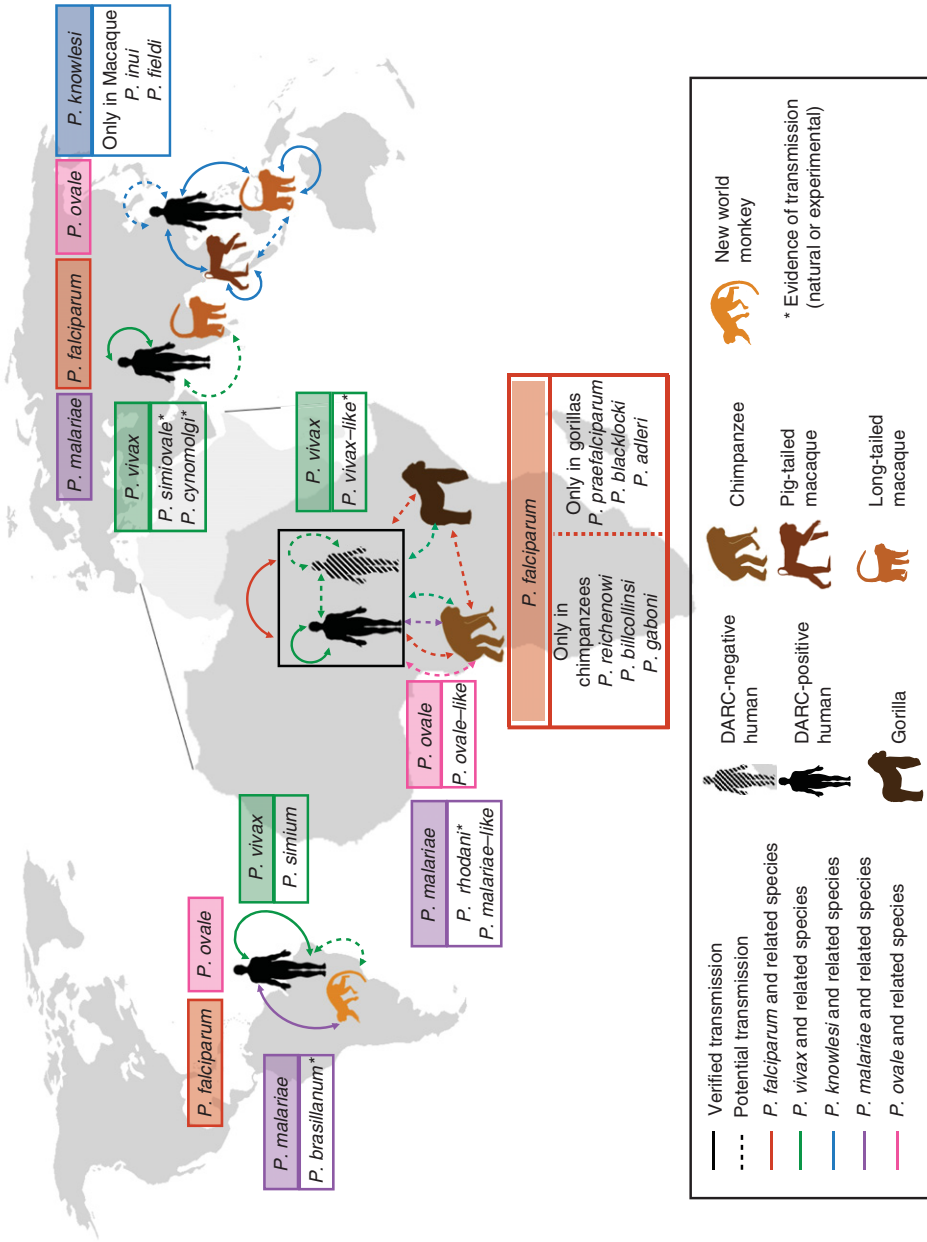 P. falciparum
P. ovale
P. malariae
P. brasillanum*
P. vivax
P. simium
P. malariae
P. rhodani*
P. malariae–like
P. ovale
P. ovale–like
P. vivax
P. vivax–like*
P. falciparum
Only in
chimpanzees
P. reichenowi
P. billcollinsi
P. gaboni
Only in gorillas
P. praefalciparum
P. blacklocki
P. adleri
P. malariae
P. falciparum
P. ovale
P. knowlesi
Only in Macaque
P. inui
P. fieldi
P. vivax
P. simiovale*
P. cynomolgi*
Verified transmission
Potential transmission
P. falciparum and related species
P. vivax and related species
P. knowlesi and related species
P. malariae and related species
P. ovale and related species
DARC-negative
human
DARC-positive
human
Gorilla
Chimpanzee
Pig-tailed
macaque
Long-tailed
macaque
New world
monkey
* Evidence of transmission
(natural or experimental)